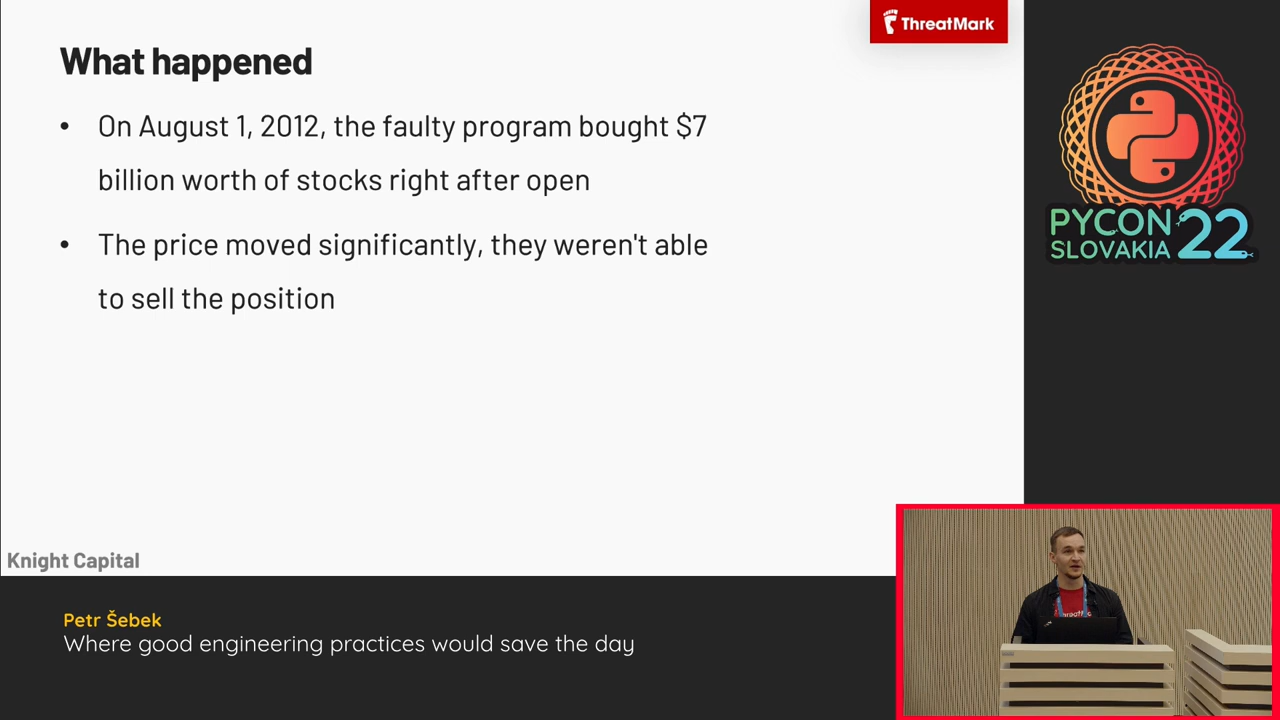 ThreatMark
What happened
• On August 1, 2012, the faulty program bought $7
billion worth of stocks right after open
• The price moved significantly, they weren't able
to sell the position
PYCON
SLOVAKIA 22
Knight Capital
Petr Šebek
Where good engineering practices would save the day